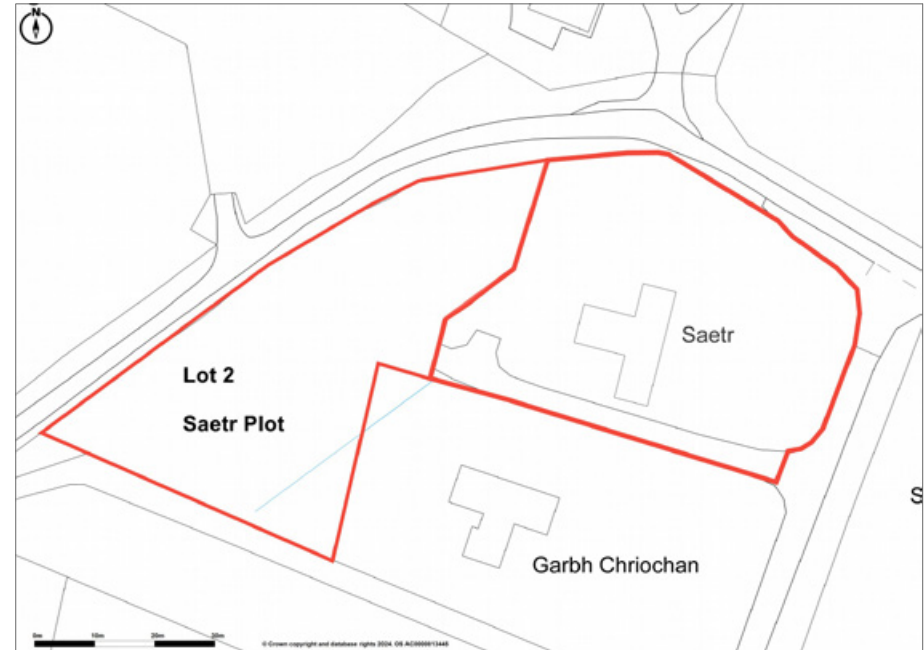 N
Saetr
Lot 2
Saetr Plot
S
Garbh Chriochan
0m 10m 20m 30m
© Crown copyright and database rights 2024. OS AC0000813445